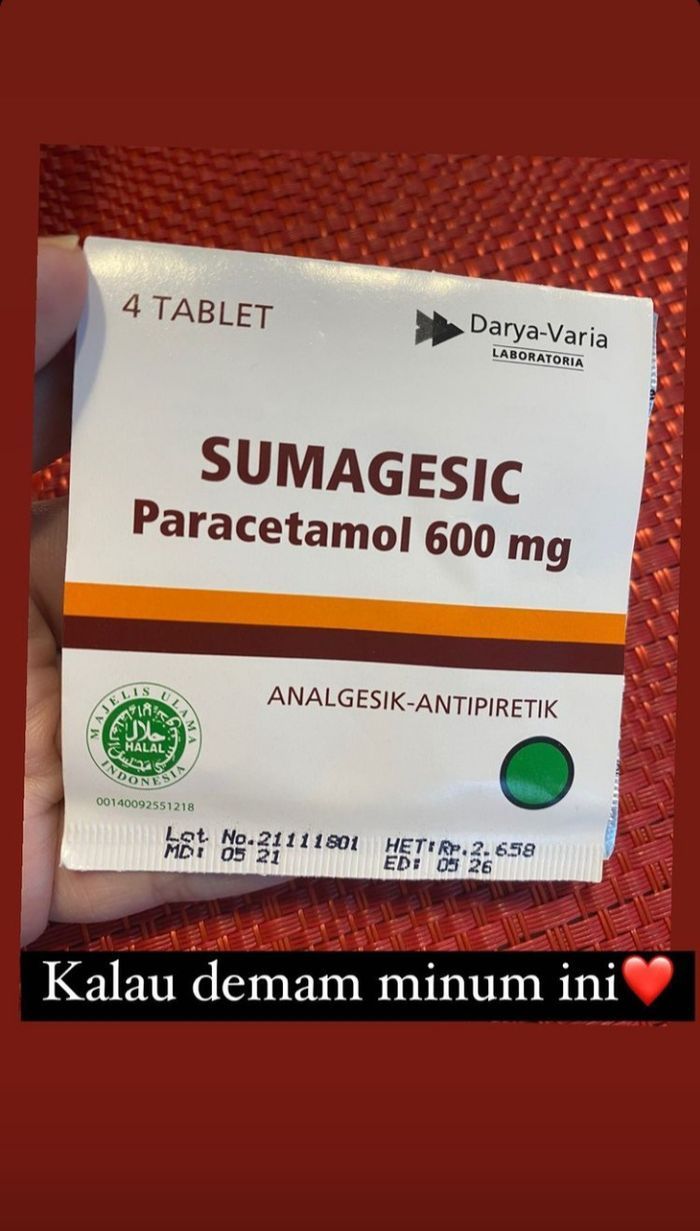 4 TABLET
Darya-Varia
LABORATORIA
SUMAGESIC
Paracetamol 600 mg
ANALGESIK-ANTIPIRETIK
MAJELIS ULAMA
حلال
HALAL
INDONESIA
00140092551218
Lot No.21111801 HET:Rp.2.658
MD: 05 21 ED: 05 26
Kalau demam minum ini❤️